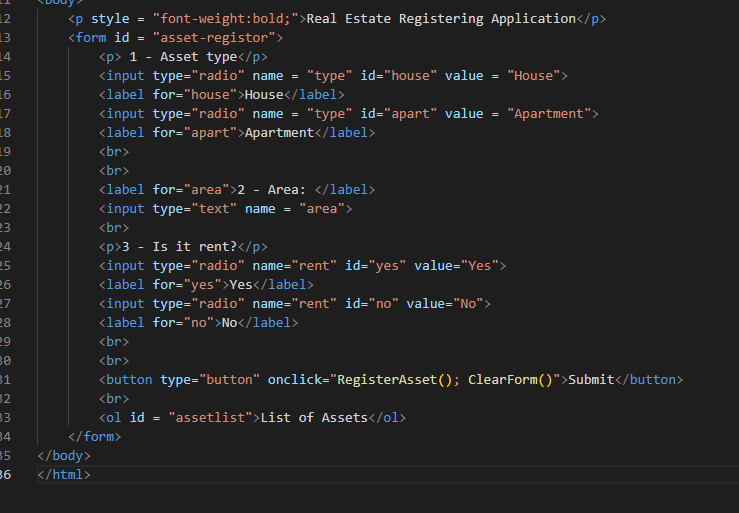 <body>
12 <p style = "font-weight:bold;">Real Estate Registering Application</p>
13 <form id = "asset-registor">
14 <p> 1 - Asset type</p>
15 <input type="radio" name = "type" id="house" value = "House">
16 <label for="house">House</label>
17 <input type="radio" name = "type" id="apart" value = "Apartment">
18 <label for="apart">Apartment</label>
19 <br>
20 <br>
21 <label for="area">2 - Area: </label>
22 <input type="text" name = "area">
23 <br>
24 <p>3 - Is it rent?</p>
25 <input type="radio" name="rent" id="yes" value="Yes">
26 <label for="yes">Yes</label>
27 <input type="radio" name="rent" id="no" value="No">
28 <label for="no">No</label>
29 <br>
30 <br>
31 <button type="button" onclick="RegisterAsset(); ClearForm()">Submit</button>
32 <br>
33 <ol id = "assetlist">List of Assets</ol>
34 </form>
35 </body>
36 </html>